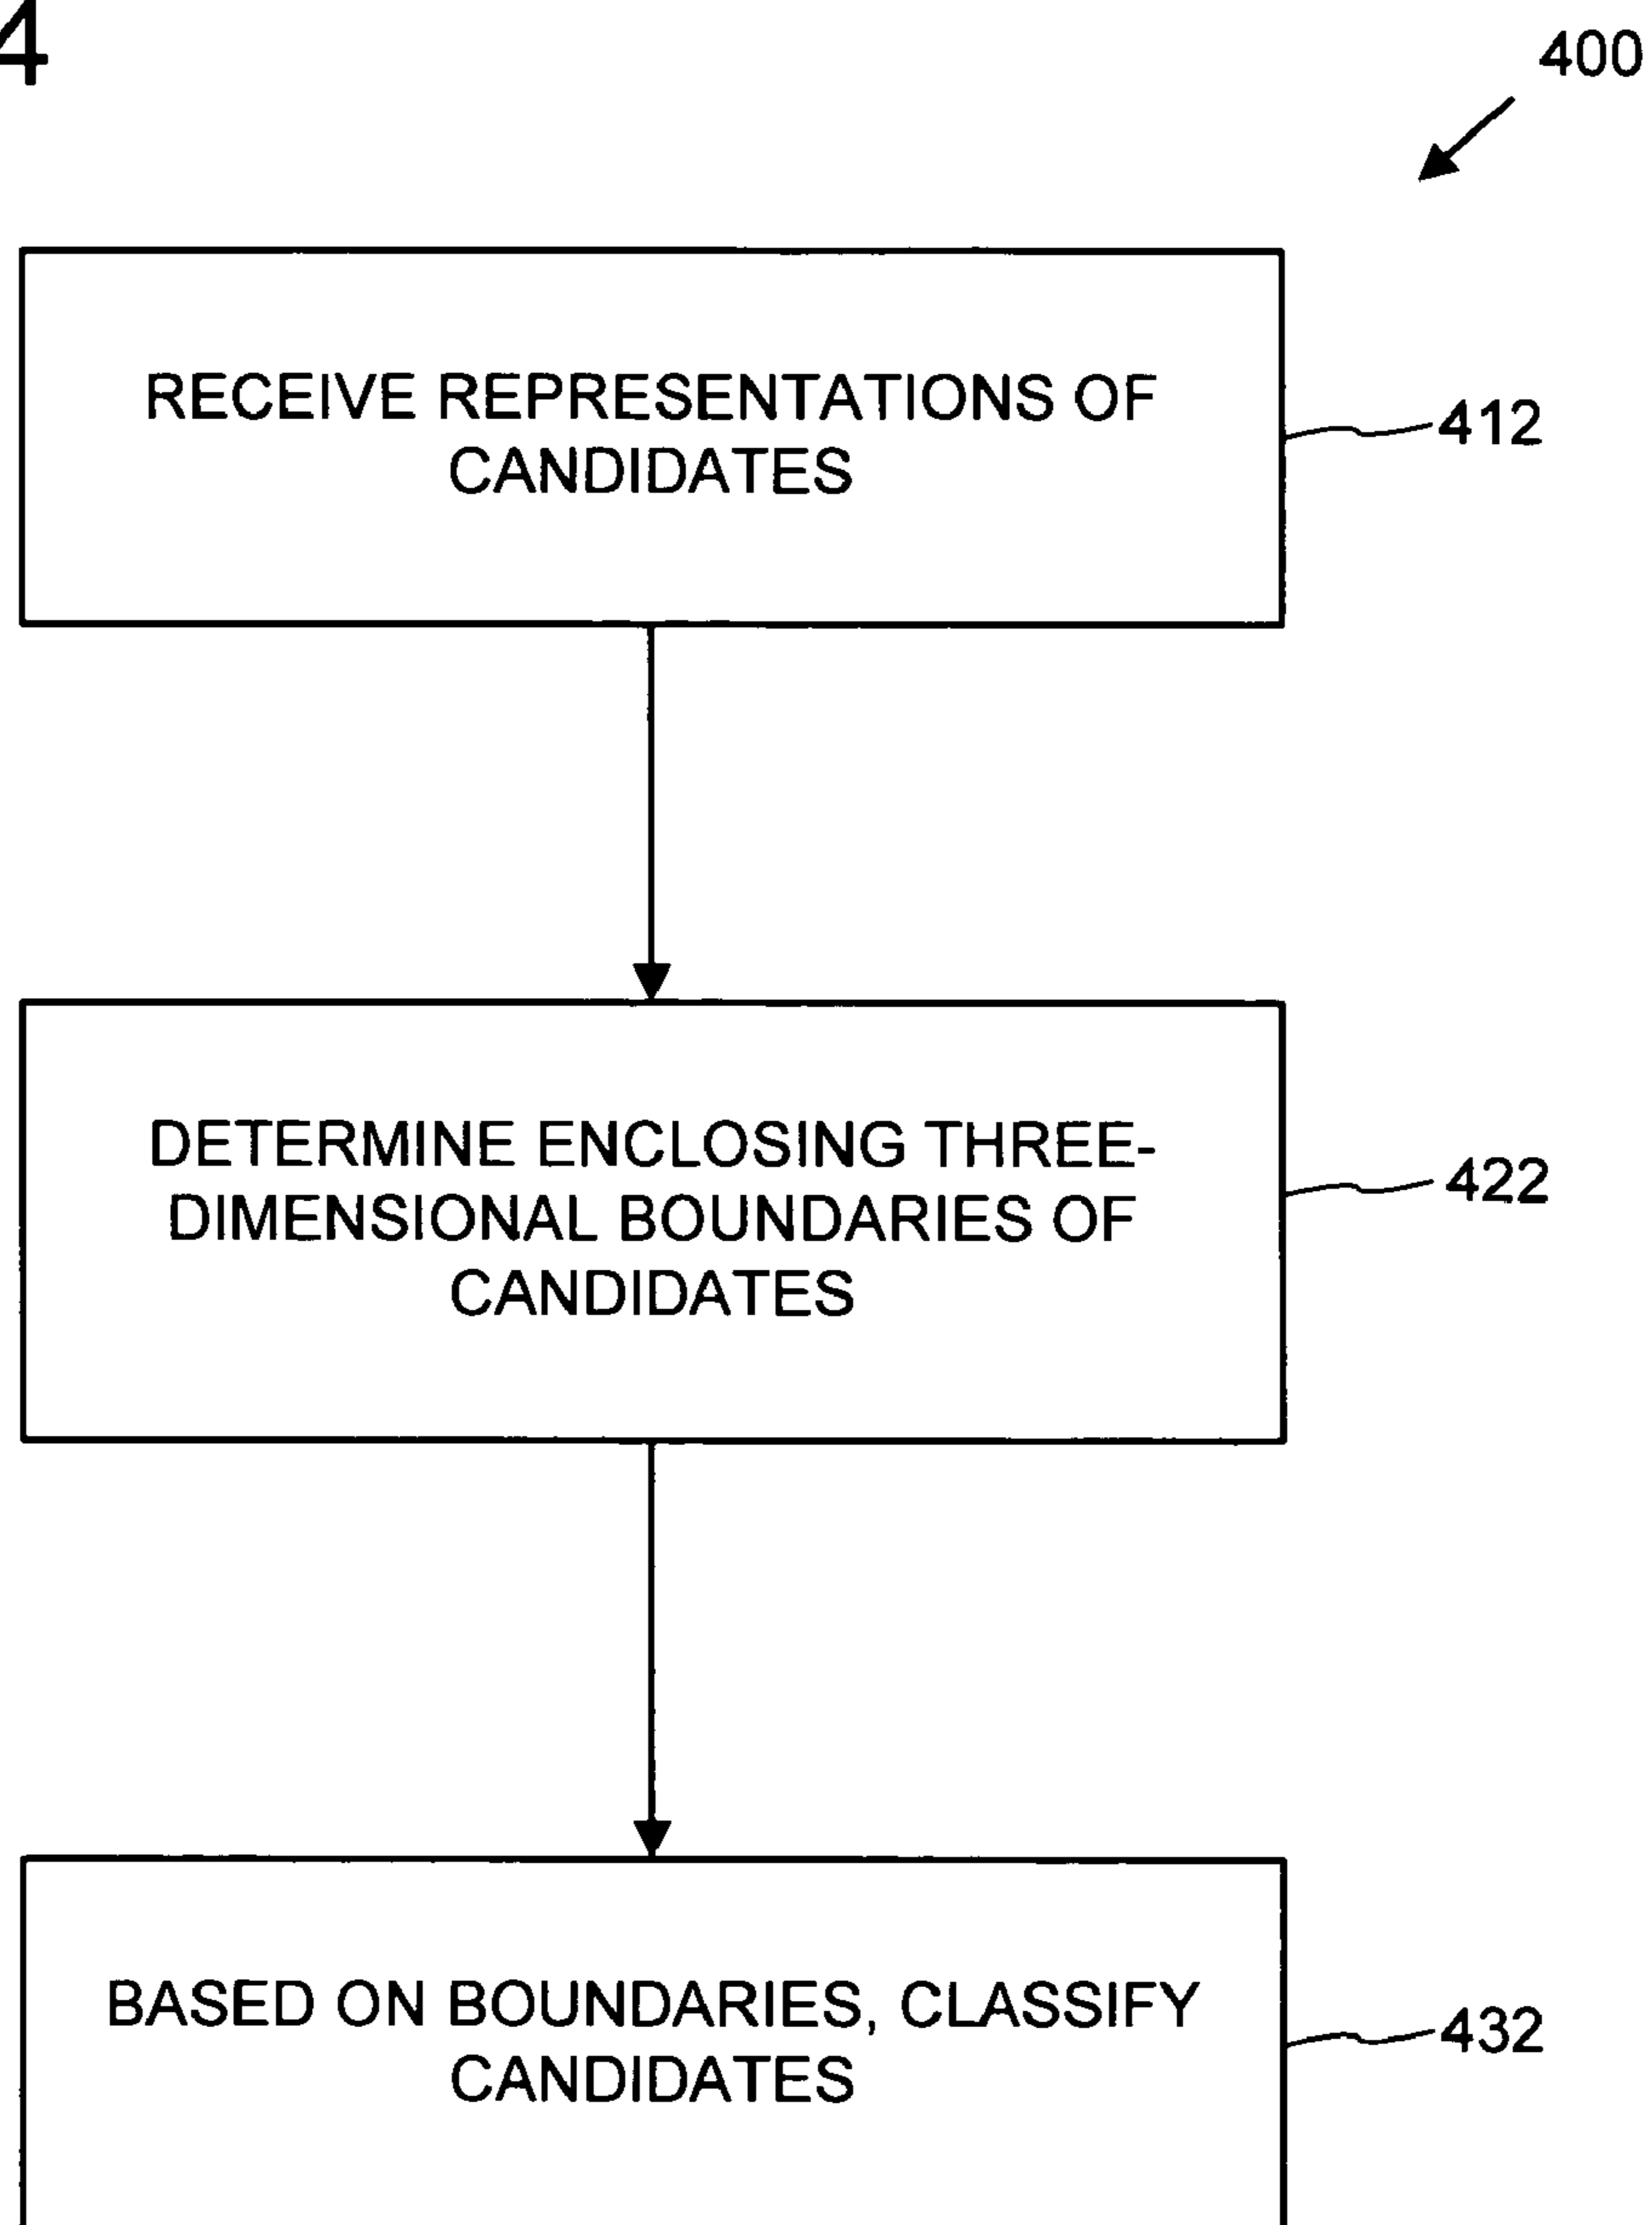 4
400
RECEIVE REPRESENTATIONS OF
CANDIDATES
412
DETERMINE ENCLOSING THREE-
DIMENSIONAL BOUNDARIES OF
CANDIDATES
422
BASED ON BOUNDARIES, CLASSIFY
CANDIDATES
432